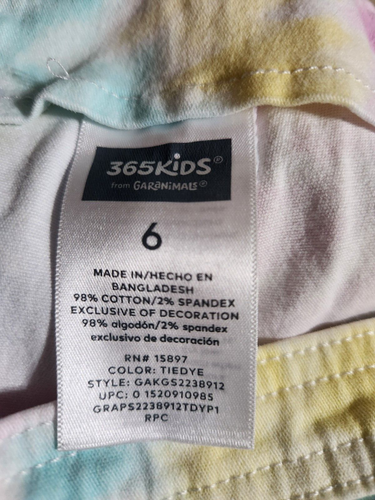 365KiDS®
from GARANIMALS®
6
MADE IN/HECHO EN
BANGLADESH
98% COTTON/2% SPANDEX
EXCLUSIVE OF DECORATION
98% algodón/2% spandex
exclusivo de decoración
RN# 15897
COLOR: TIEDYE
STYLE: GAKGS2238912
UPC: 0 1520910985
GRAPS2238912TDYP1
RPC